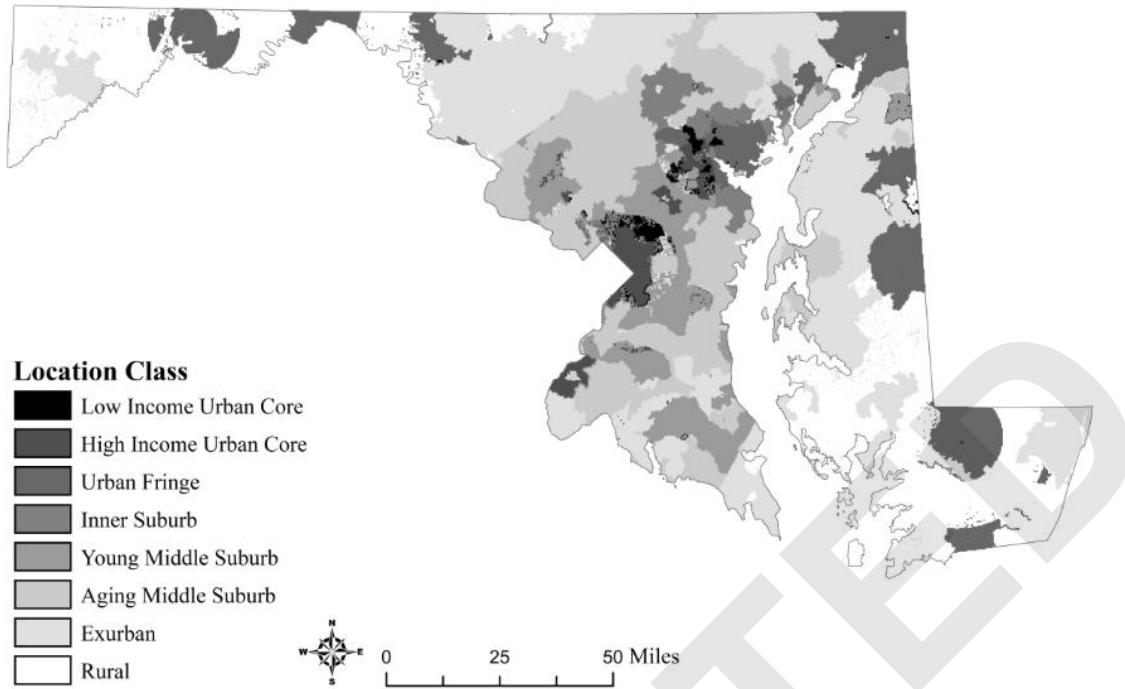 Location Class
Low Income Urban Core
High Income Urban Core
Urban Fringe
Inner Suburb
Young Middle Suburb
Aging Middle Suburb
Exurban
Rural
N
W E
S
0 25 50 Miles
TED